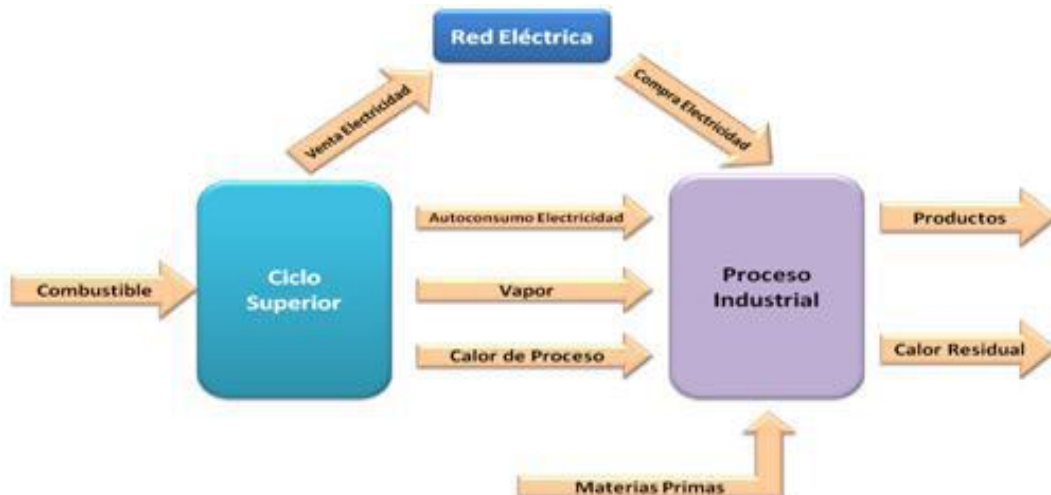 Red Eléctrica
Venta Electricidad
Compra Electricidad
Combustible
Ciclo
Superior
Autoconsumo Electricidad
Vapor
Calor de Proceso
Proceso
Industrial
Productos
Calor Residual
Materias Primas